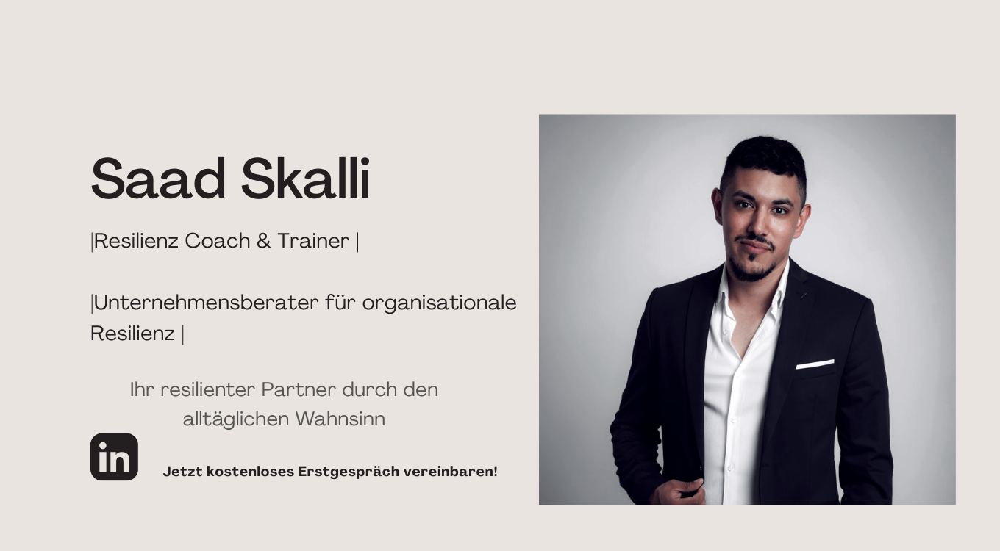 Saad Skalli
|Resilienz Coach & Trainer |
|Unternehmensberater für organisationale
Resilienz |
Ihr resilienter Partner durch den
alltäglichen Wahnsinn
in
Jetzt kostenloses Erstgespräch vereinbaren!